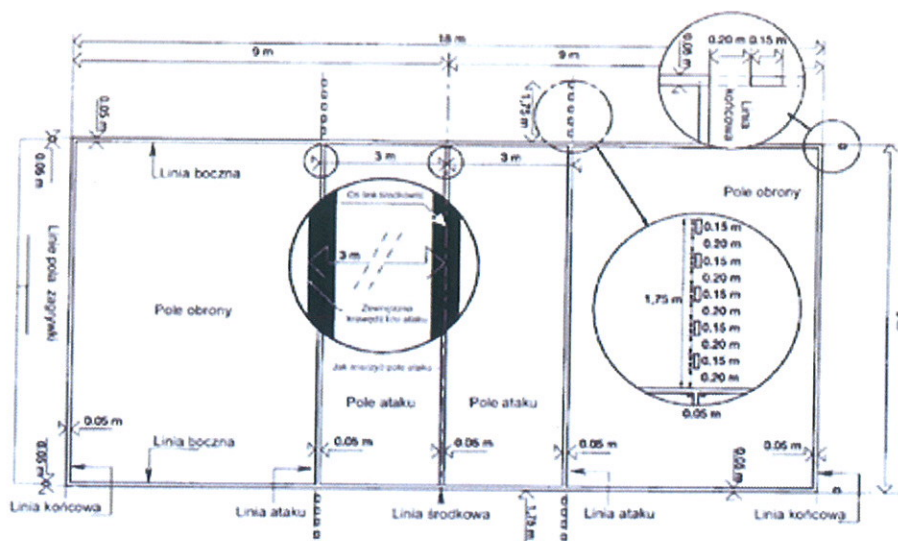 18 m
9 m
9 m
0.05 m
0.20 m 0.15 m
Linia
końcowa
0.05 m
1,75 m
3 m
3 m
Linia boczna
Pole obrony
0.05 m
Linie pola zagrywki
Oś linii środkowej
3 m
Zewnętrzna
krawędź linii ataku
Jak mierzyć pole ataku
Pole obrony
1,75 m
0.15 m
0.20 m
0.15 m
0.20 m
0.15 m
0.20 m
0.15 m
0.20 m
0.15 m
0.20 m
0.05 m
Pole ataku
Pole ataku
0.05 m
Linia boczna
0.05 m
0.05 m
0.05 m
0.05 m
0.05 m
0.05 m
Linia końcowa
Linia ataku
Linia środkowa
1,75 m
Linia ataku
Linia końcowa